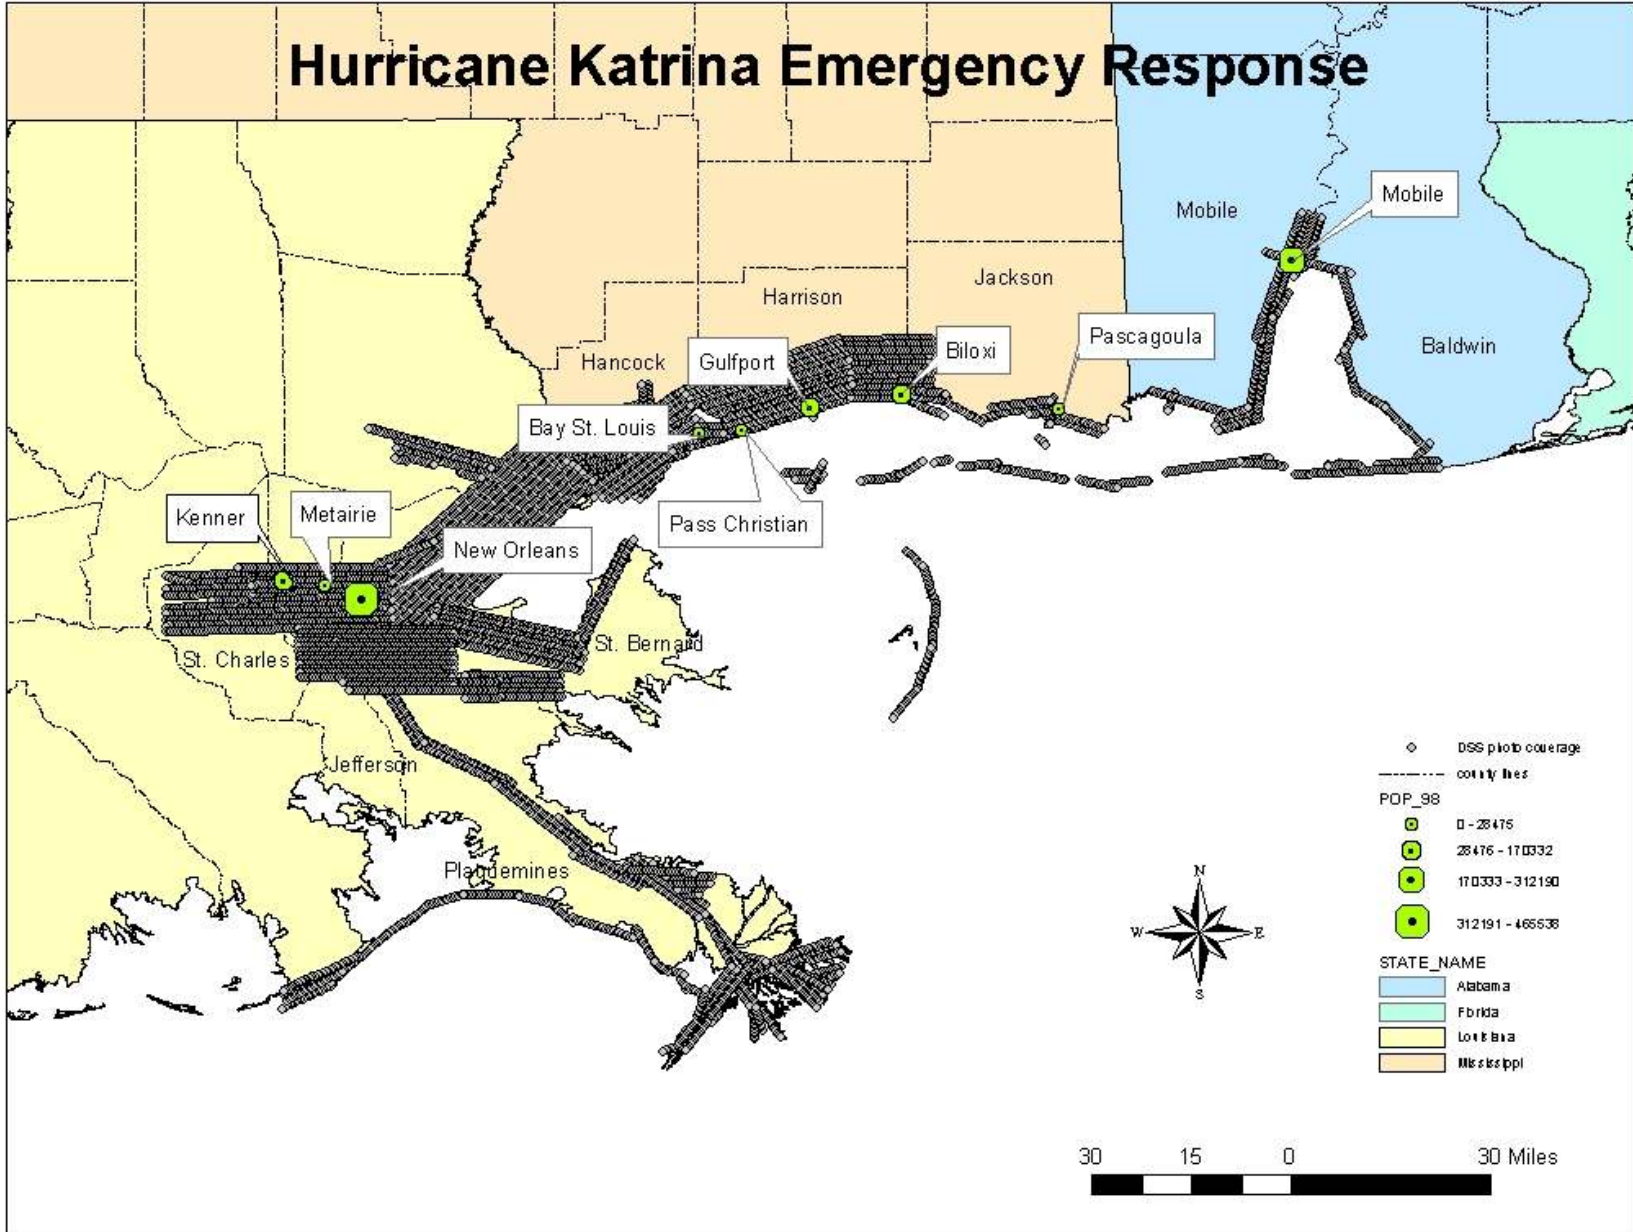 Hurricane Katrina Emergency Response
Mobile
Mobile
Jackson
Harrison
Pascagoula
Baldwin
Biloxi
Hancock
Gulfport
Bay St. Louis
Pass Christian
Kenner
Metairie
New Orleans
St. Bernard
St. Charles
Jefferson
Plaquemines
DSS photo coverage
county lines
POP_98
0 - 28475
28476 - 170332
170333 - 312190
312191 - 465538
N
W
E
S
STATE_NAME
Alabama
Florida
Louisiana
Mississippi
30 15 0 30 Miles